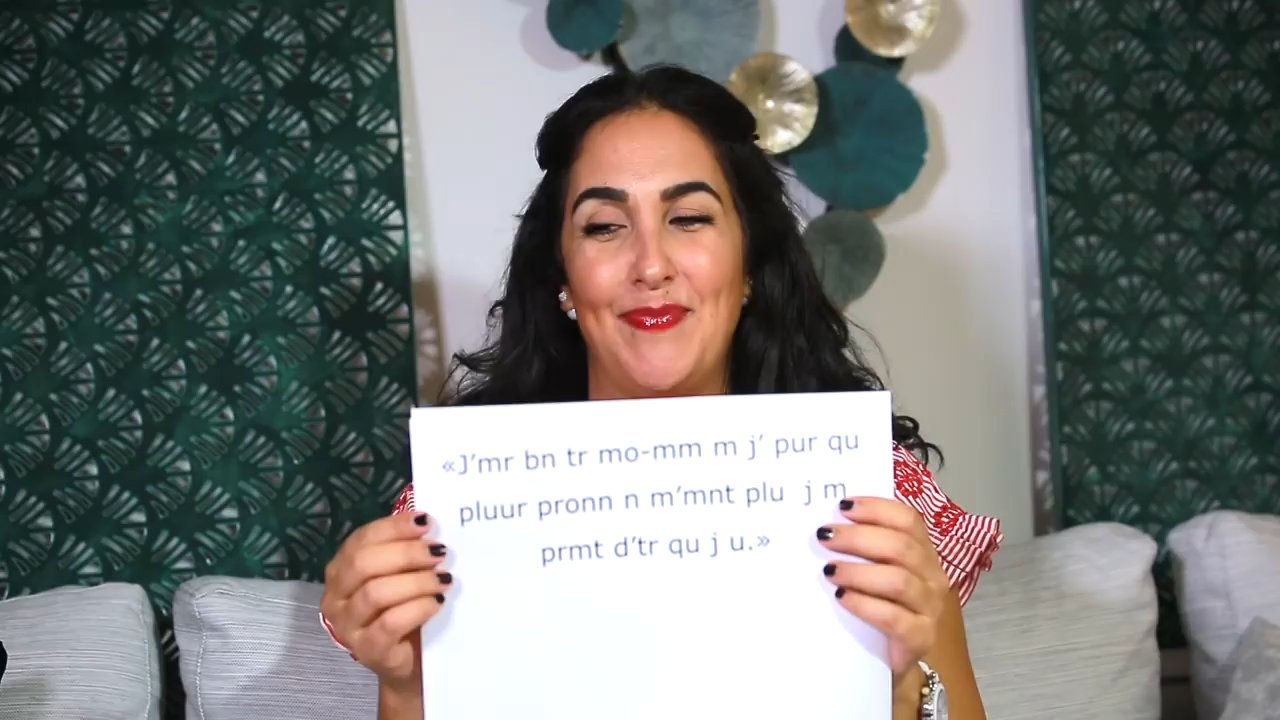 «J’mr bn tr mo-mm m j’ pur qu
pluur pronn n m’mnt plu  j m
prmt d’tr qu j u.»